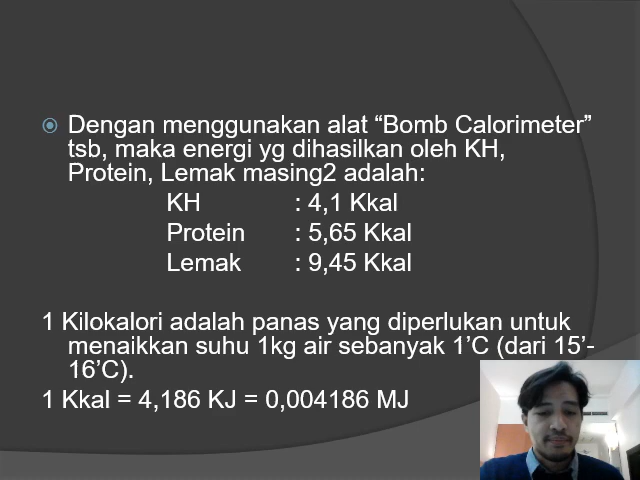 Dengan menggunakan alat “Bomb Calorimeter”
tsb, maka energi yg dihasilkan oleh KH,
Protein, Lemak masing2 adalah:
KH : 4,1 Kkal
Protein : 5,65 Kkal
Lemak : 9,45 Kkal
1 Kilokalori adalah panas yang diperlukan untuk
menaikkan suhu 1kg air sebanyak 1’C (dari 15’-
16’C).
1 Kkal = 4,186 KJ = 0,004186 MJ